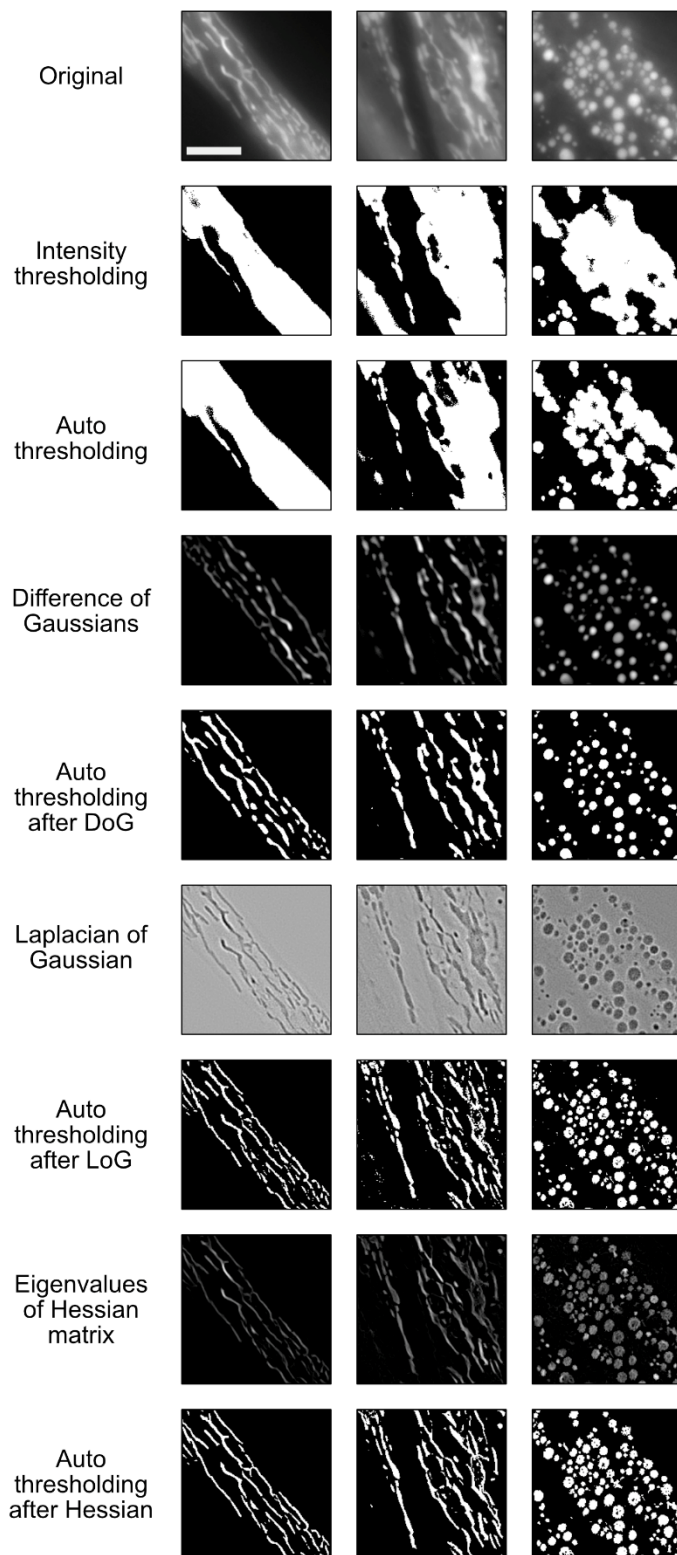 Original
Intensity
thresholding
Auto
thresholding
Difference of
Gaussians
Auto
thresholding
after DoG
Laplacian of
Gaussian
Auto
thresholding
after LoG
Eigenvalues
of Hessian
matrix
Auto
thresholding
after Hessian